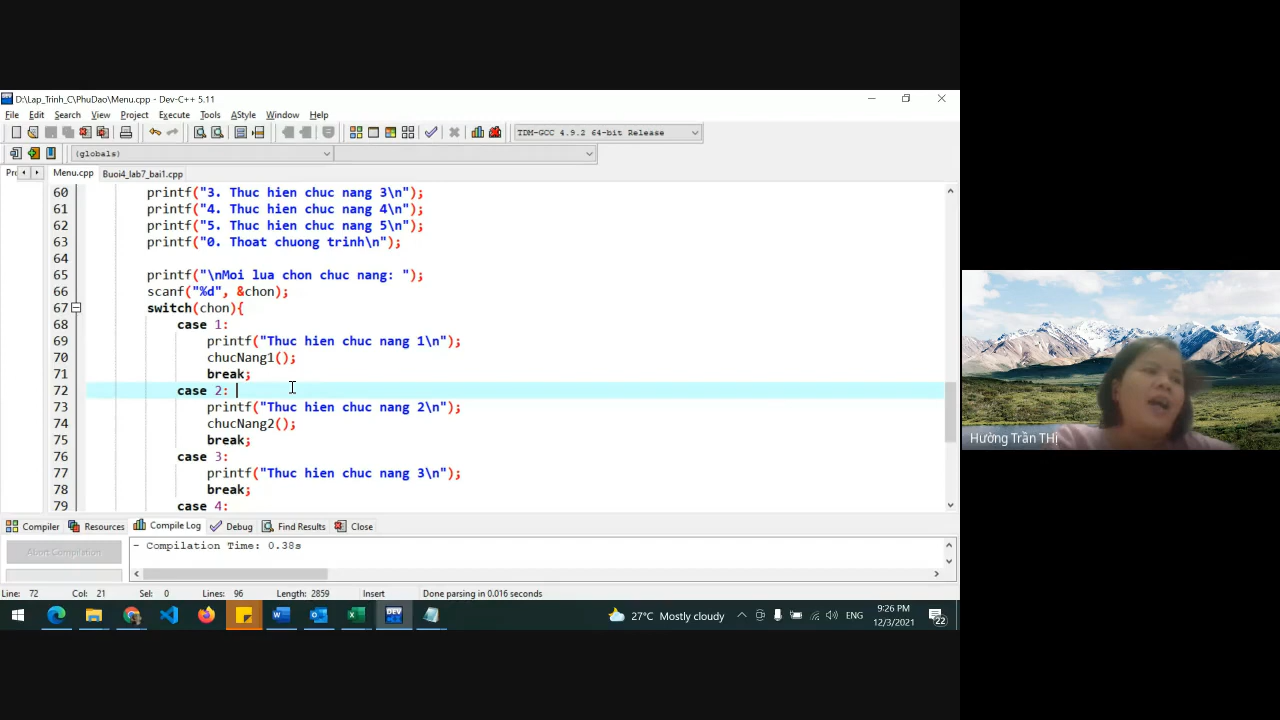 D:\Lap_Trinh_C\PhuDao\Menu.cpp - Dev-C++ 5.11
File Edit Search View Project Execute Tools AStyle Window Help
TDM-GCC 4.9.2 64-bit Release
(globals)
Menu.cpp Buoi4_lab7_bai1.cpp
60 printf("3. Thuc hien chuc nang 3\n");
61 printf("4. Thuc hien chuc nang 4\n");
62 printf("5. Thuc hien chuc nang 5\n");
63 printf("0. Thoat chuong trinh\n");
64
65 printf("\nMoi lua chon chuc nang: ");
66 scanf("%d", &chon);
67 switch(chon){
68 case 1:
69 printf("Thuc hien chuc nang 1\n");
70 chucNang1();
71 break;
72 case 2:
73 printf("Thuc hien chuc nang 2\n");
74 chucNang2();
75 break;
76 case 3:
77 printf("Thuc hien chuc nang 3\n");
78 break;
79 case 4:
Compiler Resources Compile Log Debug Find Results Close
Abort Compilation
- Compilation Time: 0.38s
Line: 72 Col: 21 Sel: 0 Lines: 96 Length: 2859 Insert Done parsing in 0.016 seconds
27°C Mostly cloudy ENG 9:26 PM
12/3/2021
22
Hường Trần THị